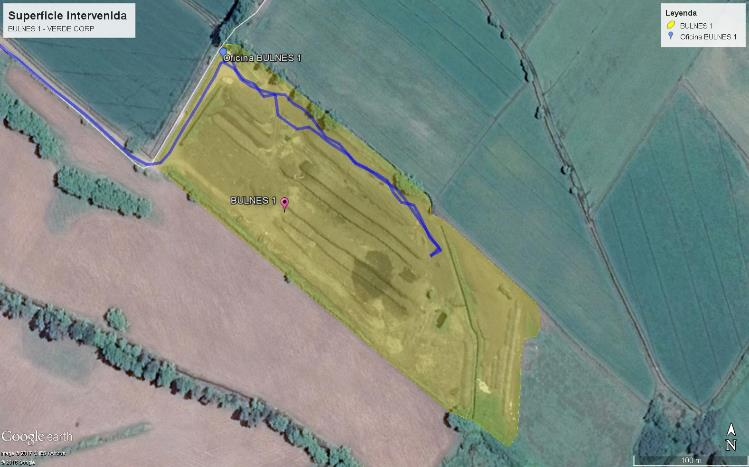 Superficie Intervenida
BULNES 1 - VERDE CORP
Leyenda
BULNES 1
Oficina BULNES 1
Oficina BULNES 1
BULNES 1
Google earth
N
100 m